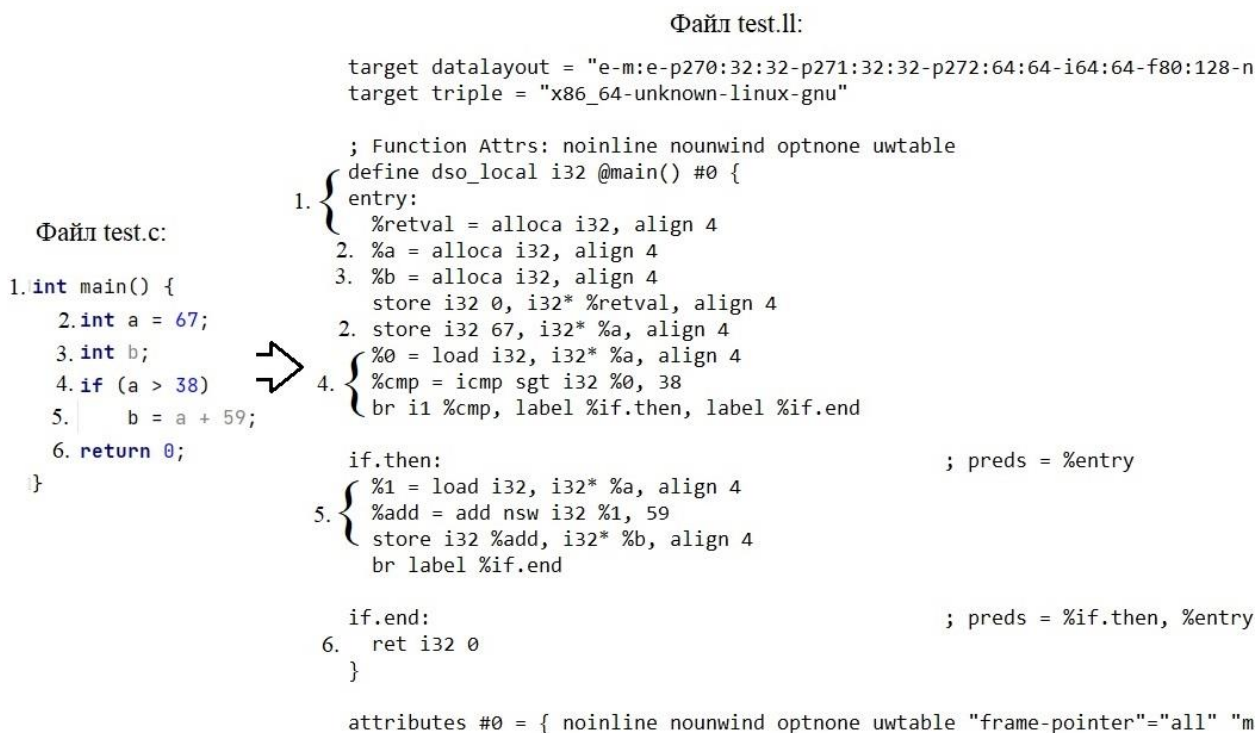 Файл test.c:
1. int main() {
2. int a = 67;
3. int b;
4. if (a > 38)
5. b = a + 59;
6. return 0;
}
Файл test.ll:
target datalayout = "e-m:e-p270:32:32-p271:32:32-p272:64:64-i64:64-f80:128-n
target triple = "x86_64-unknown-linux-gnu"
; Function Attrs: noinline nounwind optnone uwtable
define dso_local i32 @main() #0 {
1. entry:
%retval = alloca i32, align 4
2. %a = alloca i32, align 4
3. %b = alloca i32, align 4
store i32 0, i32* %retval, align 4
2. store i32 67, i32* %a, align 4
%0 = load i32, i32* %a, align 4
4. %cmp = icmp sgt i32 %0, 38
br i1 %cmp, label %if.then, label %if.end
if.then: ; preds = %entry
%1 = load i32, i32* %a, align 4
5. %add = add nsw i32 %1, 59
store i32 %add, i32* %b, align 4
br label %if.end
if.end: ; preds = %if.then, %entry
6. ret i32 0
}
attributes #0 = { noinline nounwind optnone uwtable "frame-pointer"="all" "m